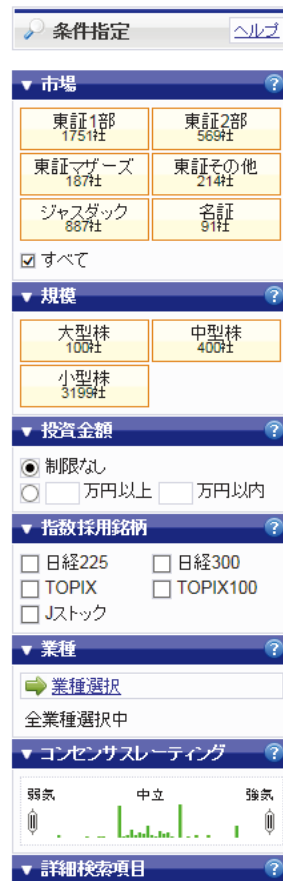 条件指定 ヘルプ
▼ 市場 ?
東証1部 東証2部
1751社 569社
東証マザーズ 東証その他
187社 214社
ジャスダック 名証
887社 91社
すべて
▼ 規模 ?
大型株 中型株
100社 400社
小型株
3199社
▼ 投資金額 ?
制限なし
万円以上 万円以内
▼ 指数採用銘柄 ?
日経225 日経300
TOPIX TOPIX100
Jストック
▼ 業種 ?
業種選択
全業種選択中
▼ コンセンサスレーティング ?
弱気 中立 強気
▼ 詳細検索項目 ?